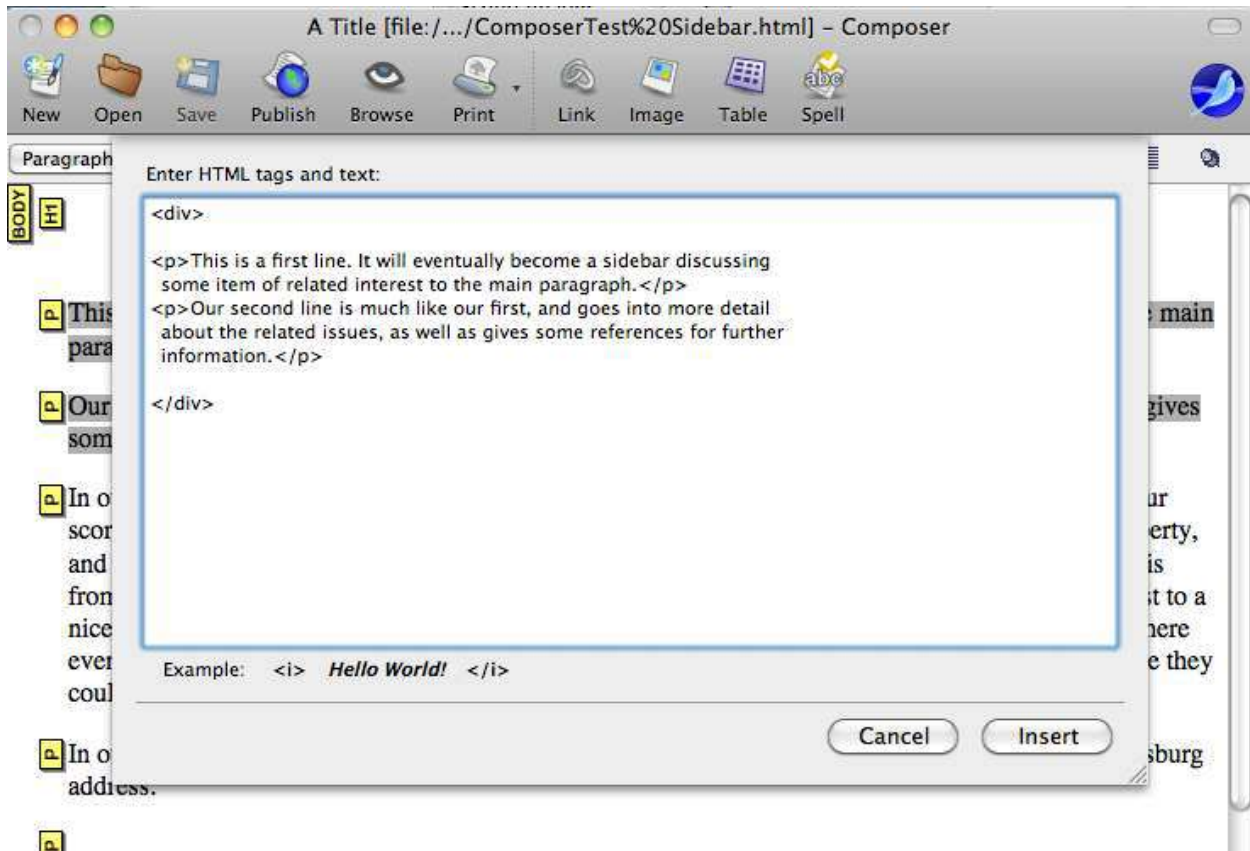 A Title [file:/.../ComposerTest%20Sidebar.html] – Composer
New Open Save Publish Browse Print Link Image Table Spell
abc
Paragraph
Enter HTML tags and text:
BODY
H1
<div>
<p>This is a first line. It will eventually become a sidebar discussing
some item of related interest to the main paragraph.</p>
<p>Our second line is much like our first, and goes into more detail
about the related issues, as well as gives some references for further
information.</p>
</div>
P This main
para
P Our gives
som
P In o ur
scor erty,
and is
from st to a
nice here
ever e they
coul
Example: <i> Hello World! </i>
Cancel Insert
P In o sburg
address.
P